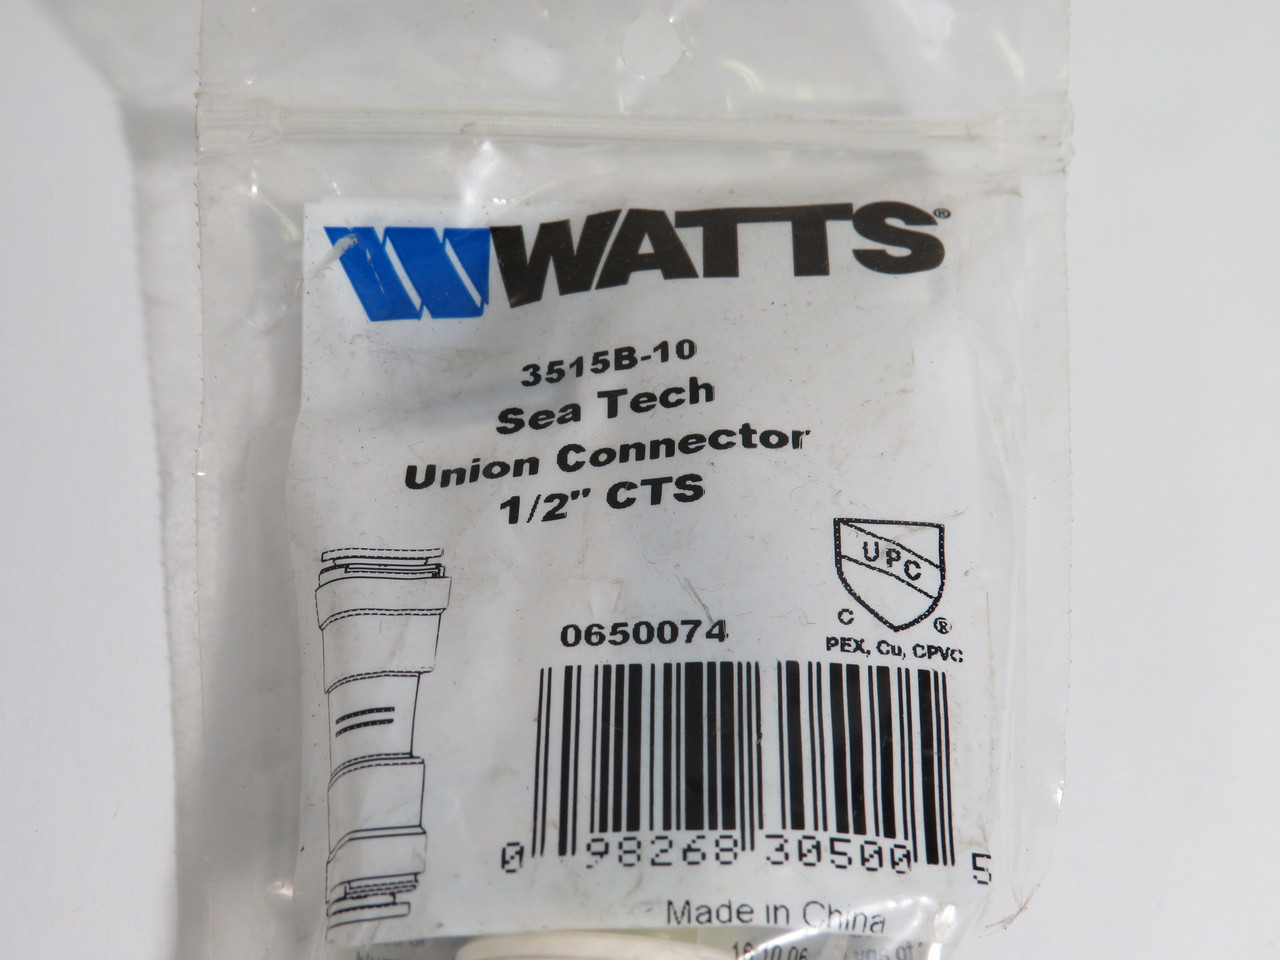 WATTS®
3515B-10
Sea Tech
Union Connector
1/2" CTS
UPC
C ®
PEX, Cu, CPVC
0650074
0 98268 30500 5
Made in China